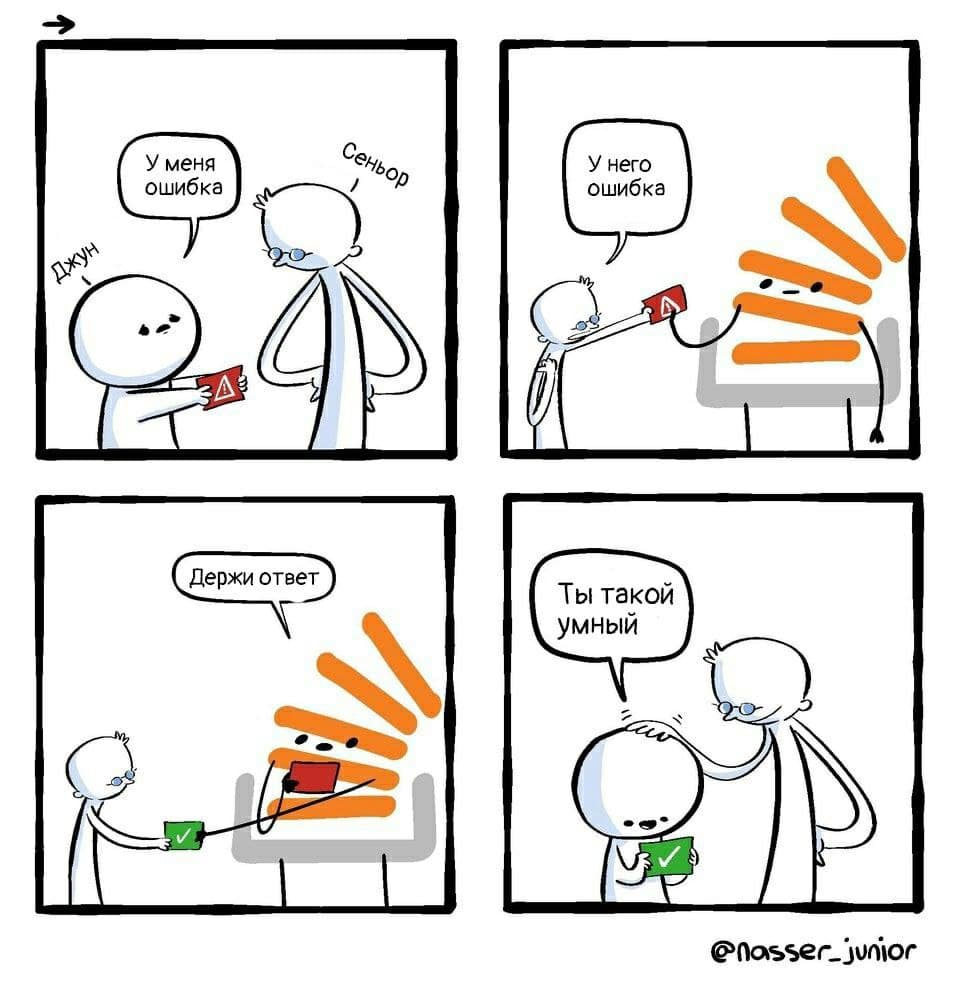 У меня
ошибка
Сеньор
Джун
У него
ошибка
Держи ответ
Ты такой
умный
@nasser_junior